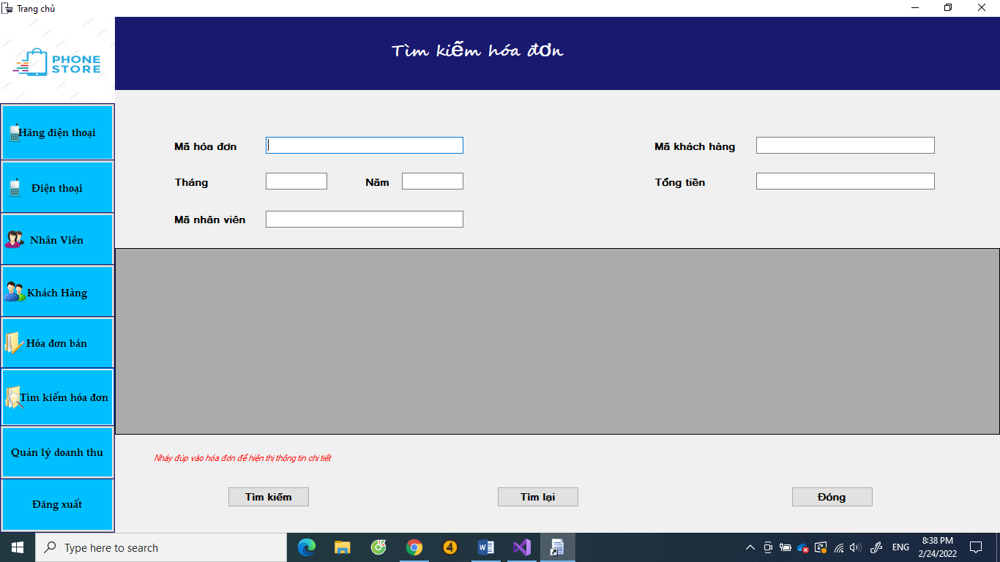 Trang chủ
PHONE
STORE
Tìm kiếm hóa đơn
Hãng điện thoại
Điện thoại
Nhân Viên
Khách Hàng
Hóa đơn bán
Tìm kiếm hóa đơn
Quản lý doanh thu
Đăng xuất
Mã hóa đơn
Mã khách hàng
Tháng
Năm
Tổng tiền
Mã nhân viên
Nháy đúp vào hóa đơn để hiện thị thông tin chi tiết
Tìm kiếm
Tìm lại
Đóng
Type here to search
4
ENG
8:38 PM
2/24/2022